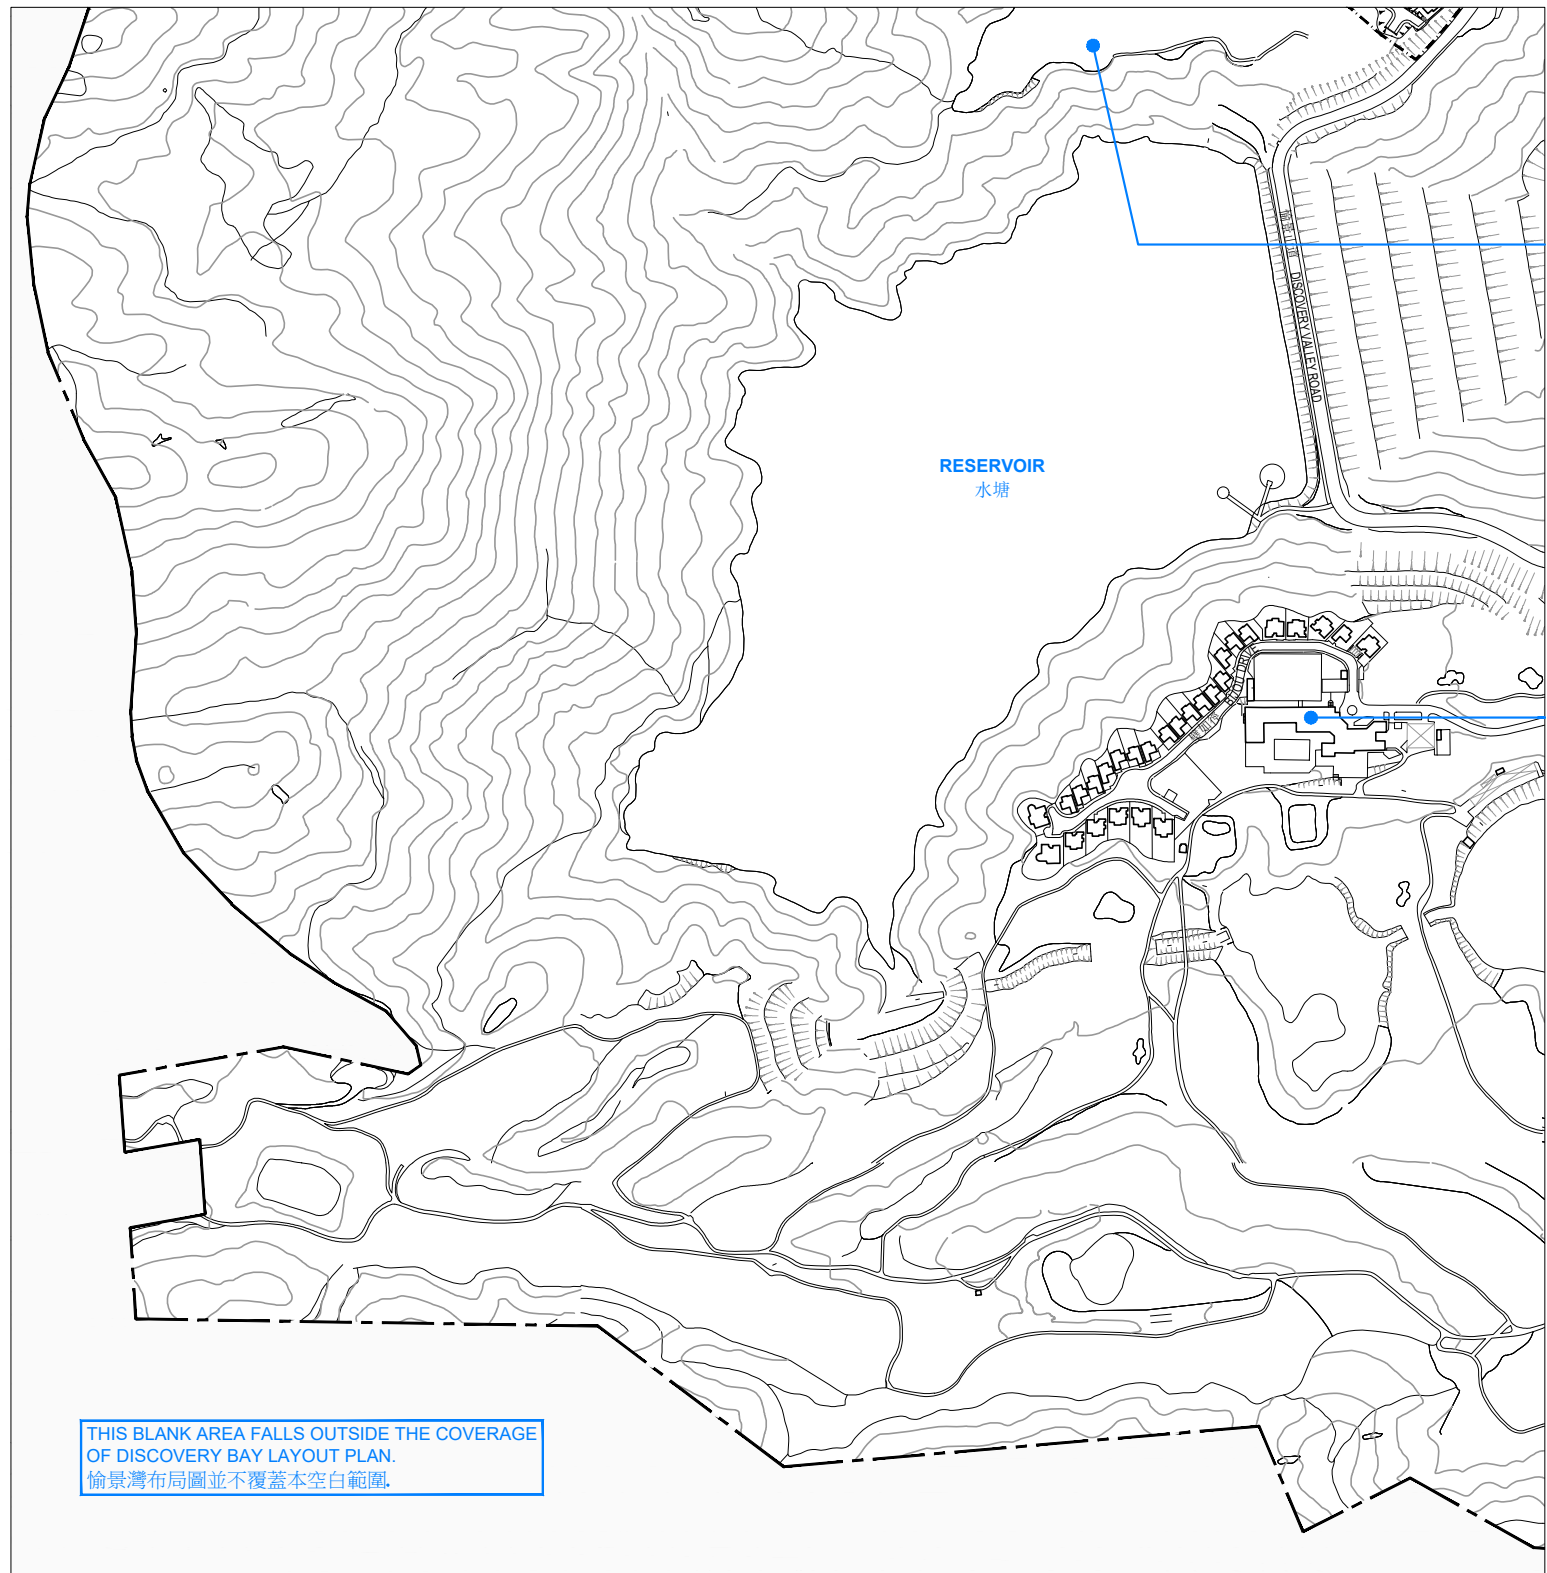 DISCOVERY VALLEY ROAD
RESERVOIR
水塘
DRIVE
THIS BLANK AREA FALLS OUTSIDE THE COVERAGE
OF DISCOVERY BAY LAYOUT PLAN.
愉景灣布局圖並不覆蓋本空白範圍.